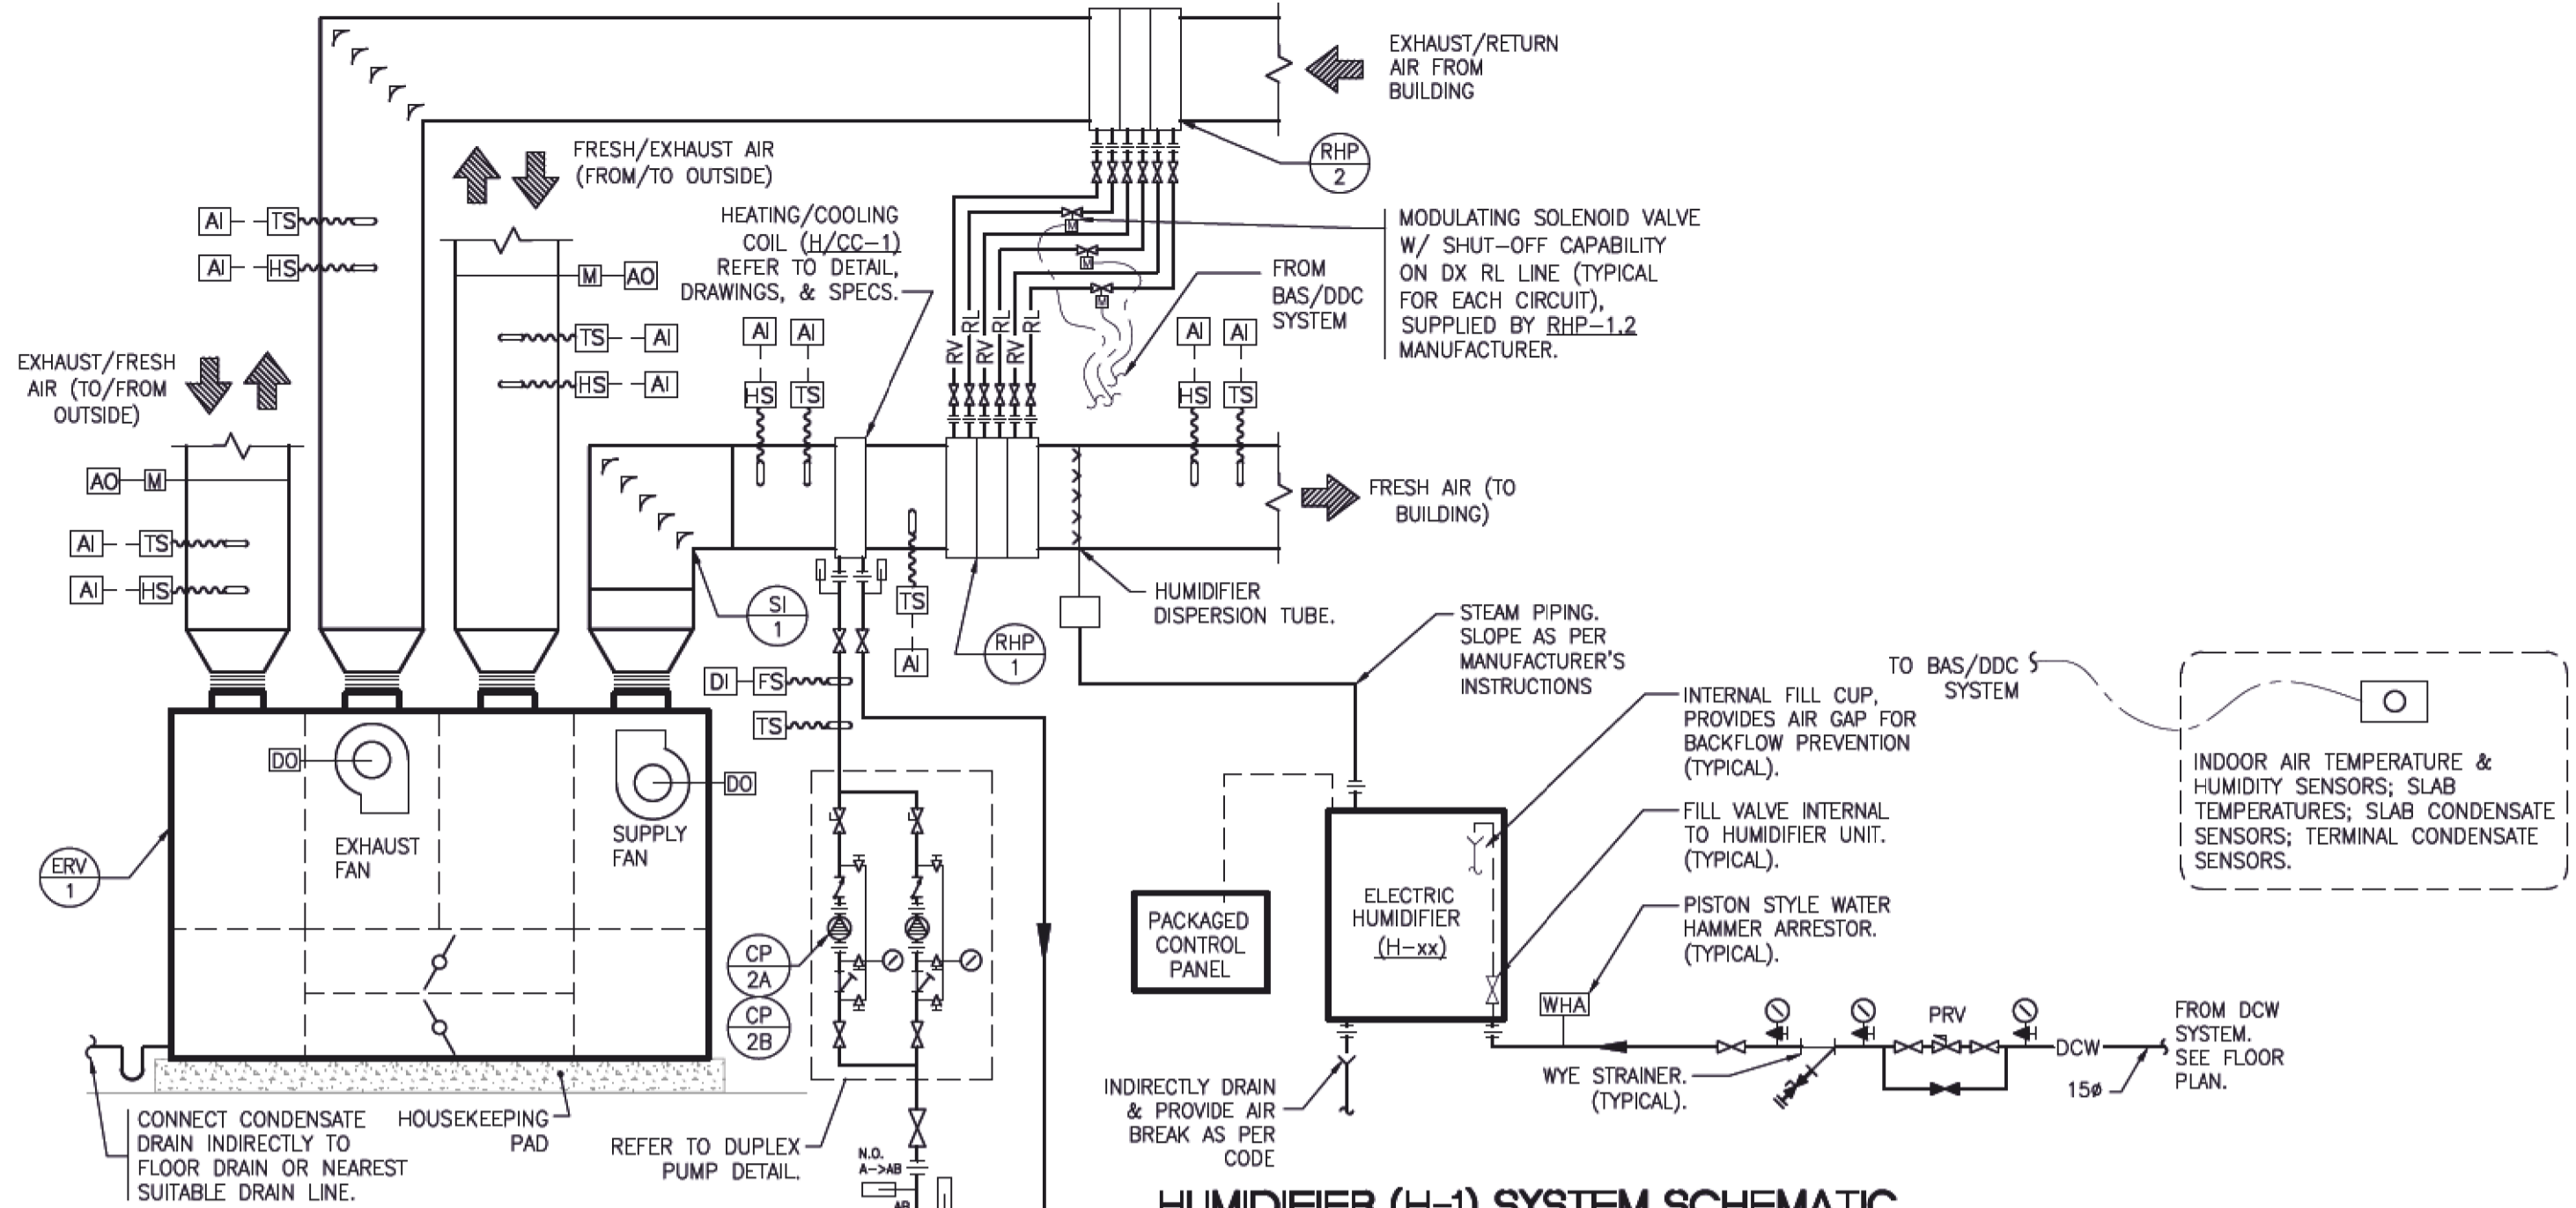 EXHAUST/RETURN
AIR FROM
BUILDING
RHP
2
FRESH/EXHAUST AIR
(FROM/TO OUTSIDE)
AI
TS
AI
HS
HEATING/COOLING
COIL (H/CC-1)
REFER TO DETAIL,
DRAWINGS, & SPECS.
M
AO
TS
AI
HS
AI
MODULATING SOLENOID VALVE
W/ SHUT-OFF CAPABILITY
ON DX RL LINE (TYPICAL
FOR EACH CIRCUIT),
SUPPLIED BY RHP-1.2
MANUFACTURER.
M
M
M
FROM
BAS/DDC
SYSTEM
RV
RL
RV
RL
RV
RL
EXHAUST/FRESH
AIR (TO/FROM
OUTSIDE)
AI
AI
HS
TS
AI
AI
HS
TS
AO
M
AI
TS
AI
HS
FRESH AIR (TO
BUILDING)
SI
1
TS
AI
RHP
1
HUMIDIFIER
DISPERSION TUBE.
STEAM PIPING.
SLOPE AS PER
MANUFACTURER'S
INSTRUCTIONS
DI
FS
TS
DO
EXHAUST
FAN
DO
SUPPLY
FAN
ERV
1
CP
2A
CP
2B
INTERNAL FILL CUP,
PROVIDES AIR GAP FOR
BACKFLOW PREVENTION
(TYPICAL).
FILL VALVE INTERNAL
TO HUMIDIFIER UNIT.
(TYPICAL).
PISTON STYLE WATER
HAMMER ARRESTOR.
(TYPICAL).
TO BAS/DDC
SYSTEM
INDOOR AIR TEMPERATURE &
HUMIDITY SENSORS; SLAB
TEMPERATURES; SLAB CONDENSATE
SENSORS; TERMINAL CONDENSATE
SENSORS.
PACKAGED
CONTROL
PANEL
ELECTRIC
HUMIDIFIER
(H-xx)
WHA
PRV
DCW
15ø
FROM DCW
SYSTEM.
SEE FLOOR
PLAN.
WYE STRAINER.
(TYPICAL).
INDIRECTLY DRAIN
& PROVIDE AIR
BREAK AS PER
CODE
CONNECT CONDENSATE
DRAIN INDIRECTLY TO
FLOOR DRAIN OR NEAREST
SUITABLE DRAIN LINE.
HOUSEKEEPING
PAD
REFER TO DUPLEX
PUMP DETAIL.
N.O.
A->AB
AB
HUMIDIFIER (H-1) SYSTEM SCHEMATIC